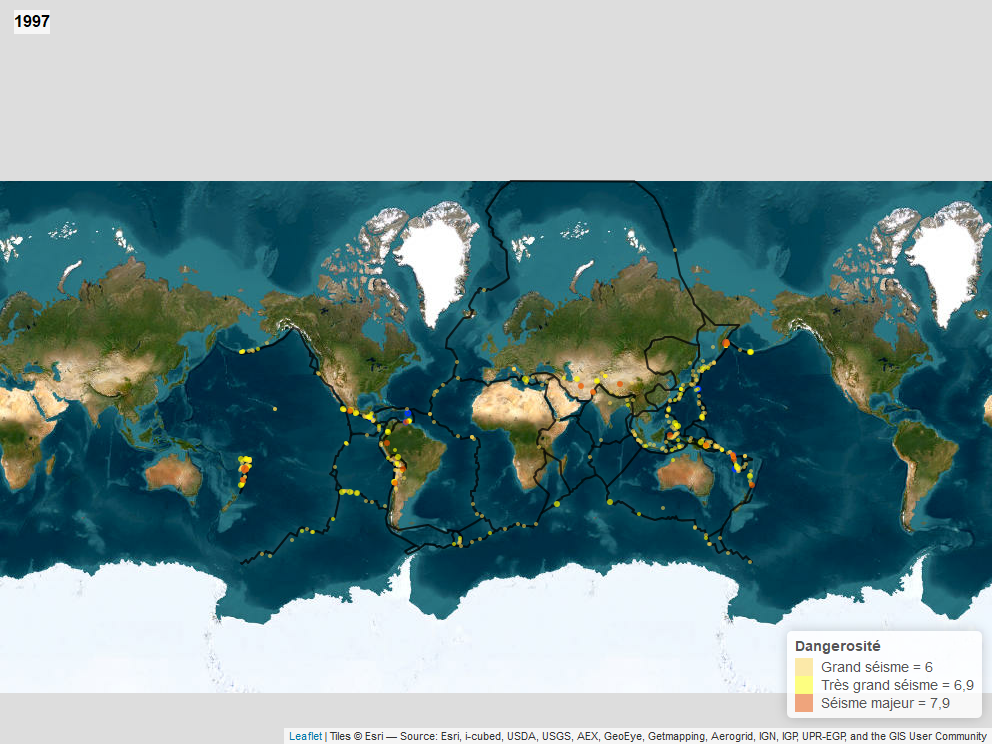 1997
Dangerosité
Grand séisme = 6
Très grand séisme = 6,9
Séisme majeur = 7,9
Leaflet | Tiles © Esri — Source: Esri, i-cubed, USDA, USGS, AEX, GeoEye, Getmapping, Aerogrid, IGN, IGP, UPR-EGP, and the GIS User Community